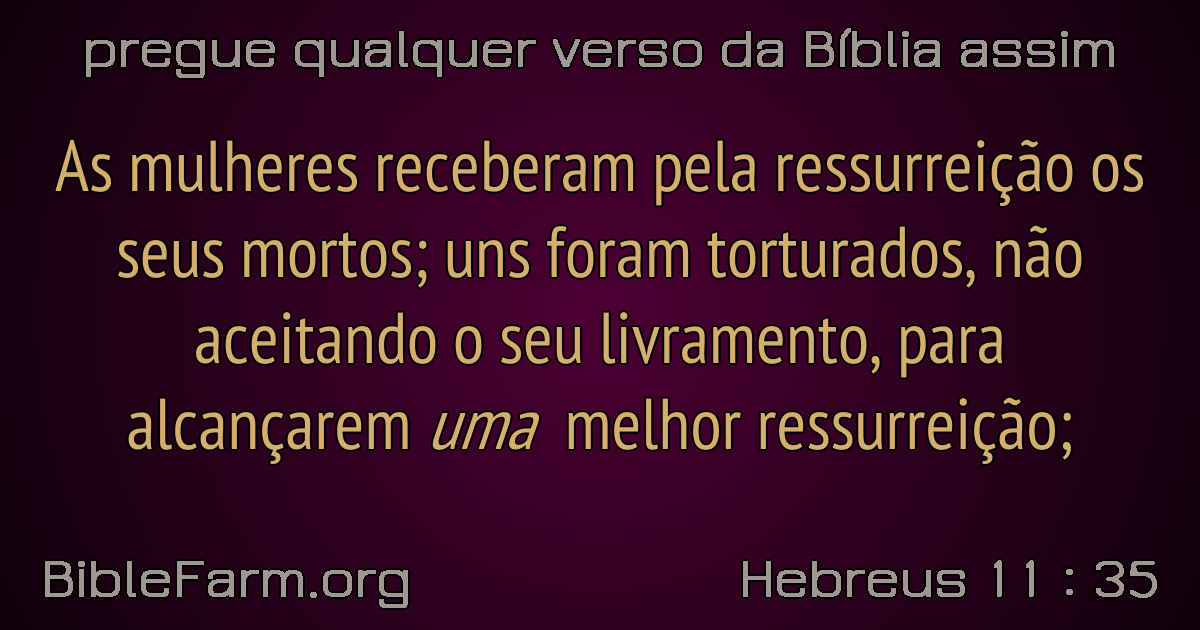 pregue qualquer verso da Bíblia assim
As mulheres receberam pela ressurreição os
seus mortos; uns foram torturados, não
aceitando o seu livramento, para
alcançarem uma melhor ressurreição;
BibleFarm.org
Hebreus 11 : 35